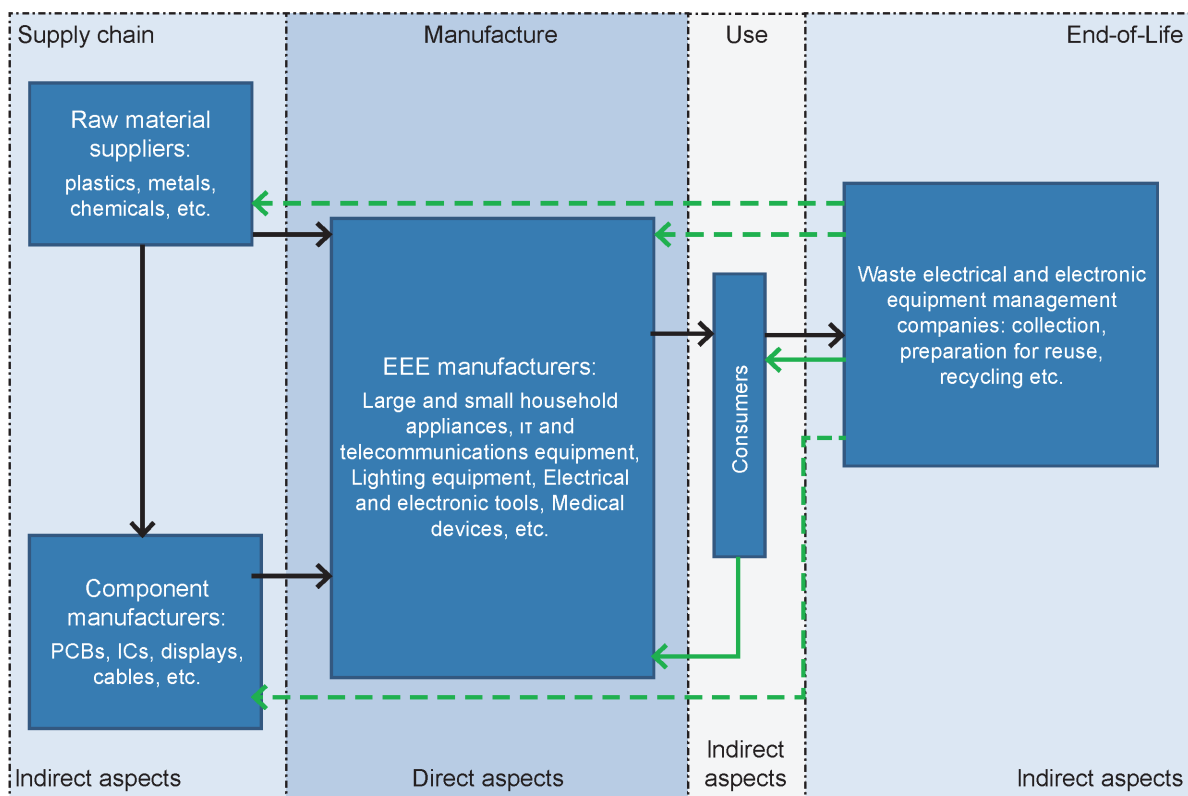 Supply chain
Manufacture
Use
End-of-Life
Raw material
suppliers:
plastics, metals,
chemicals, etc.
EEE manufacturers:
Large and small household
appliances, IT and
telecommunications equipment,
Lighting equipment, Electrical
and electronic tools, Medical
devices, etc.
Consumers
Waste electrical and electronic
equipment management
companies: collection,
preparation for reuse,
recycling etc.
Component
manufacturers:
PCBs, ICs, displays,
cables, etc.
Indirect aspects
Direct aspects
Indirect
aspects
Indirect aspects